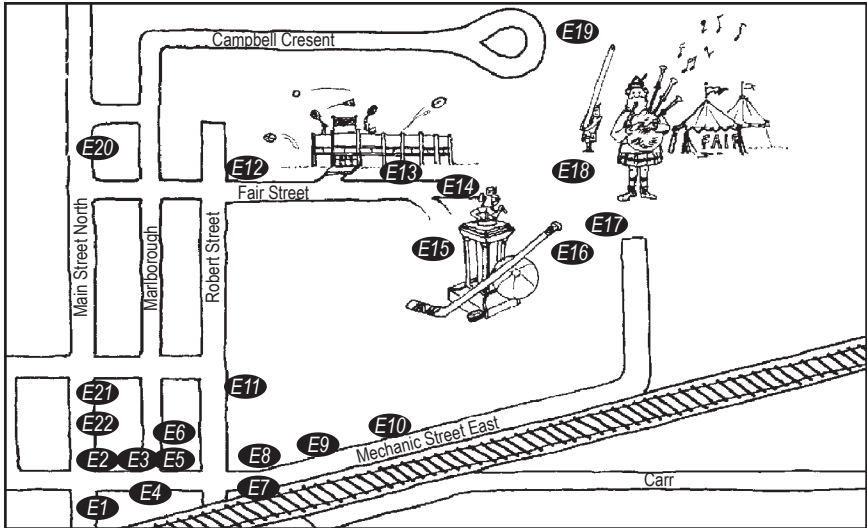 Campbell Cresent
E19
FAIR
E20
E12
E13
E14
E18
Fair Street
E17
E15
E16
Main Street North
Marlborough
Robert Street
E21
E11
E22
E6
E10
E9
Mechanic Street East
E2
E3
E5
E8
Carr
E7
E4
E1